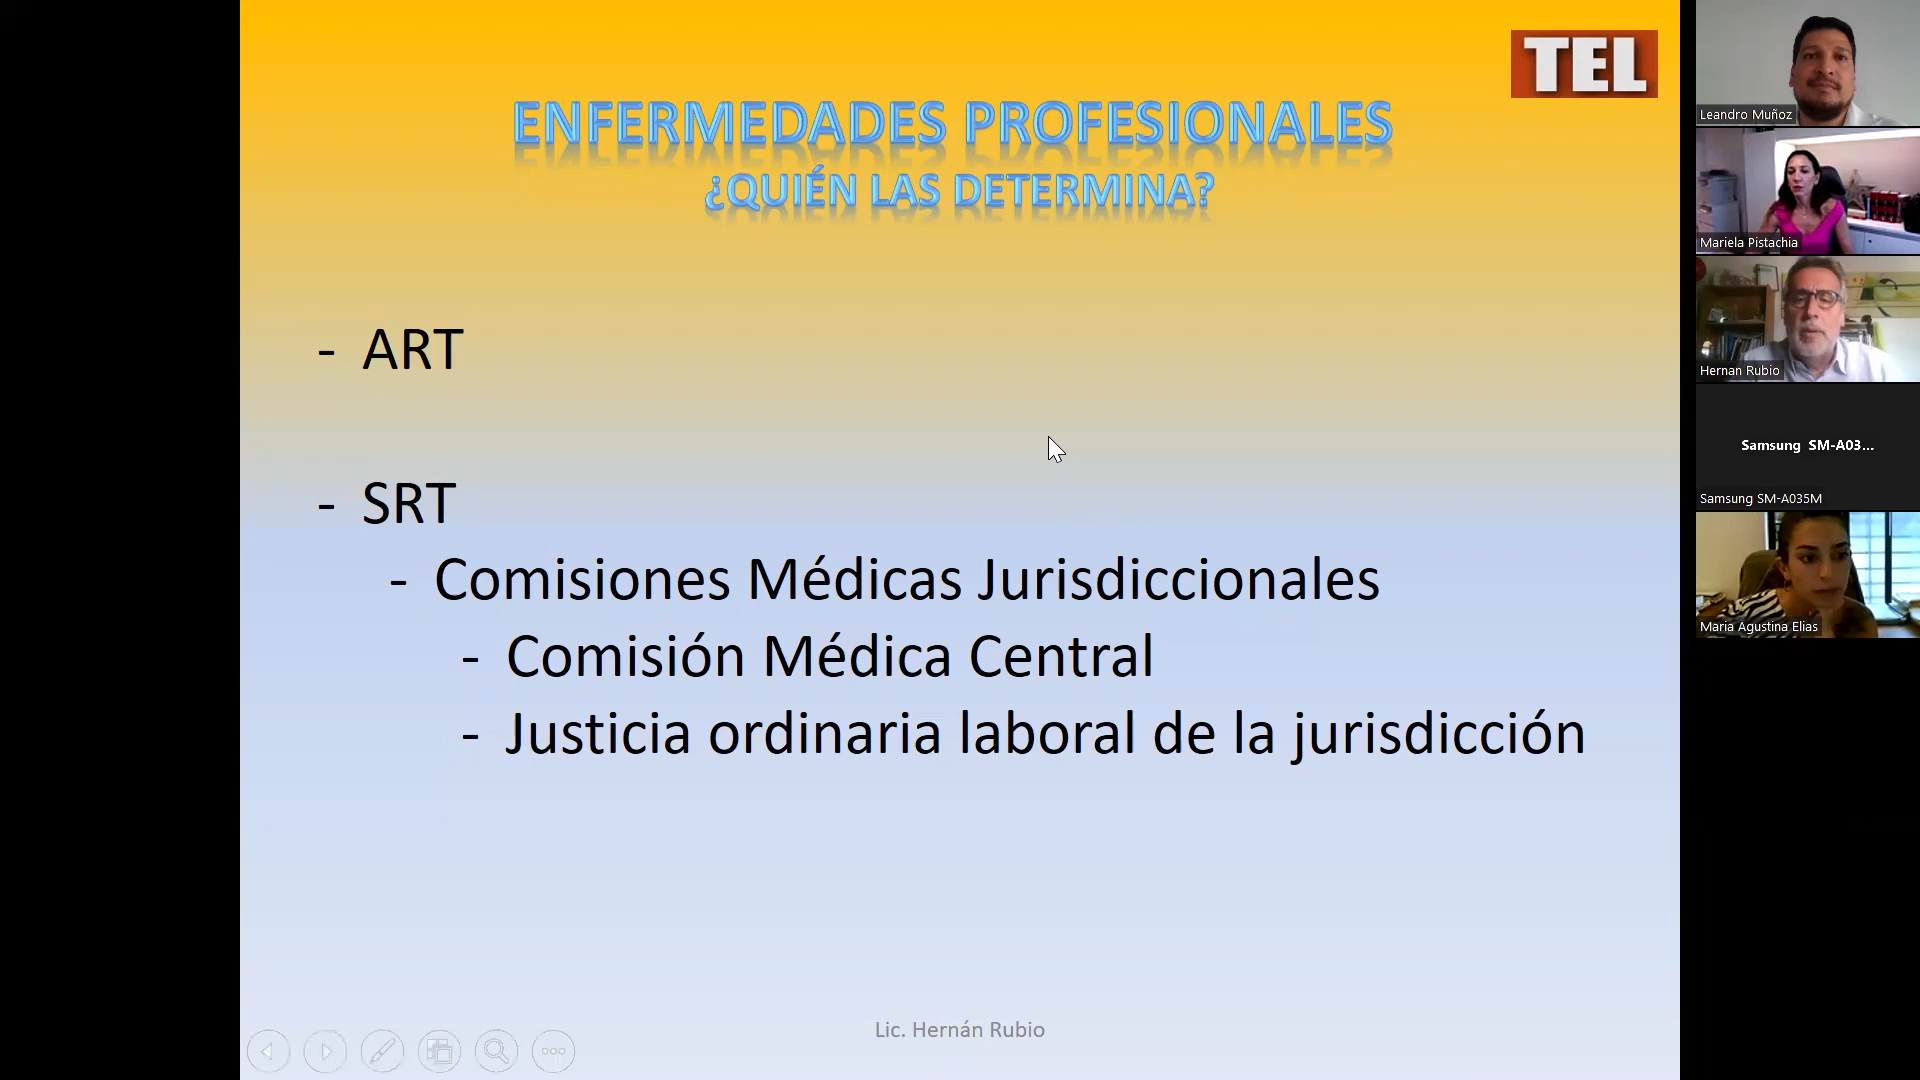 TEL
ENFERMEDADES PROFESIONALES
¿QUIÉN LAS DETERMINA?
- ART
- SRT
- Comisiones Médicas Jurisdiccionales
- Comisión Médica Central
- Justicia ordinaria laboral de la jurisdicción
Lic. Hernán Rubio
Leandro Muñoz
Mariela Pistachia
Hernan Rubio
Samsung SM-A03...
Samsung SM-A035M
Maria Agustina Elias